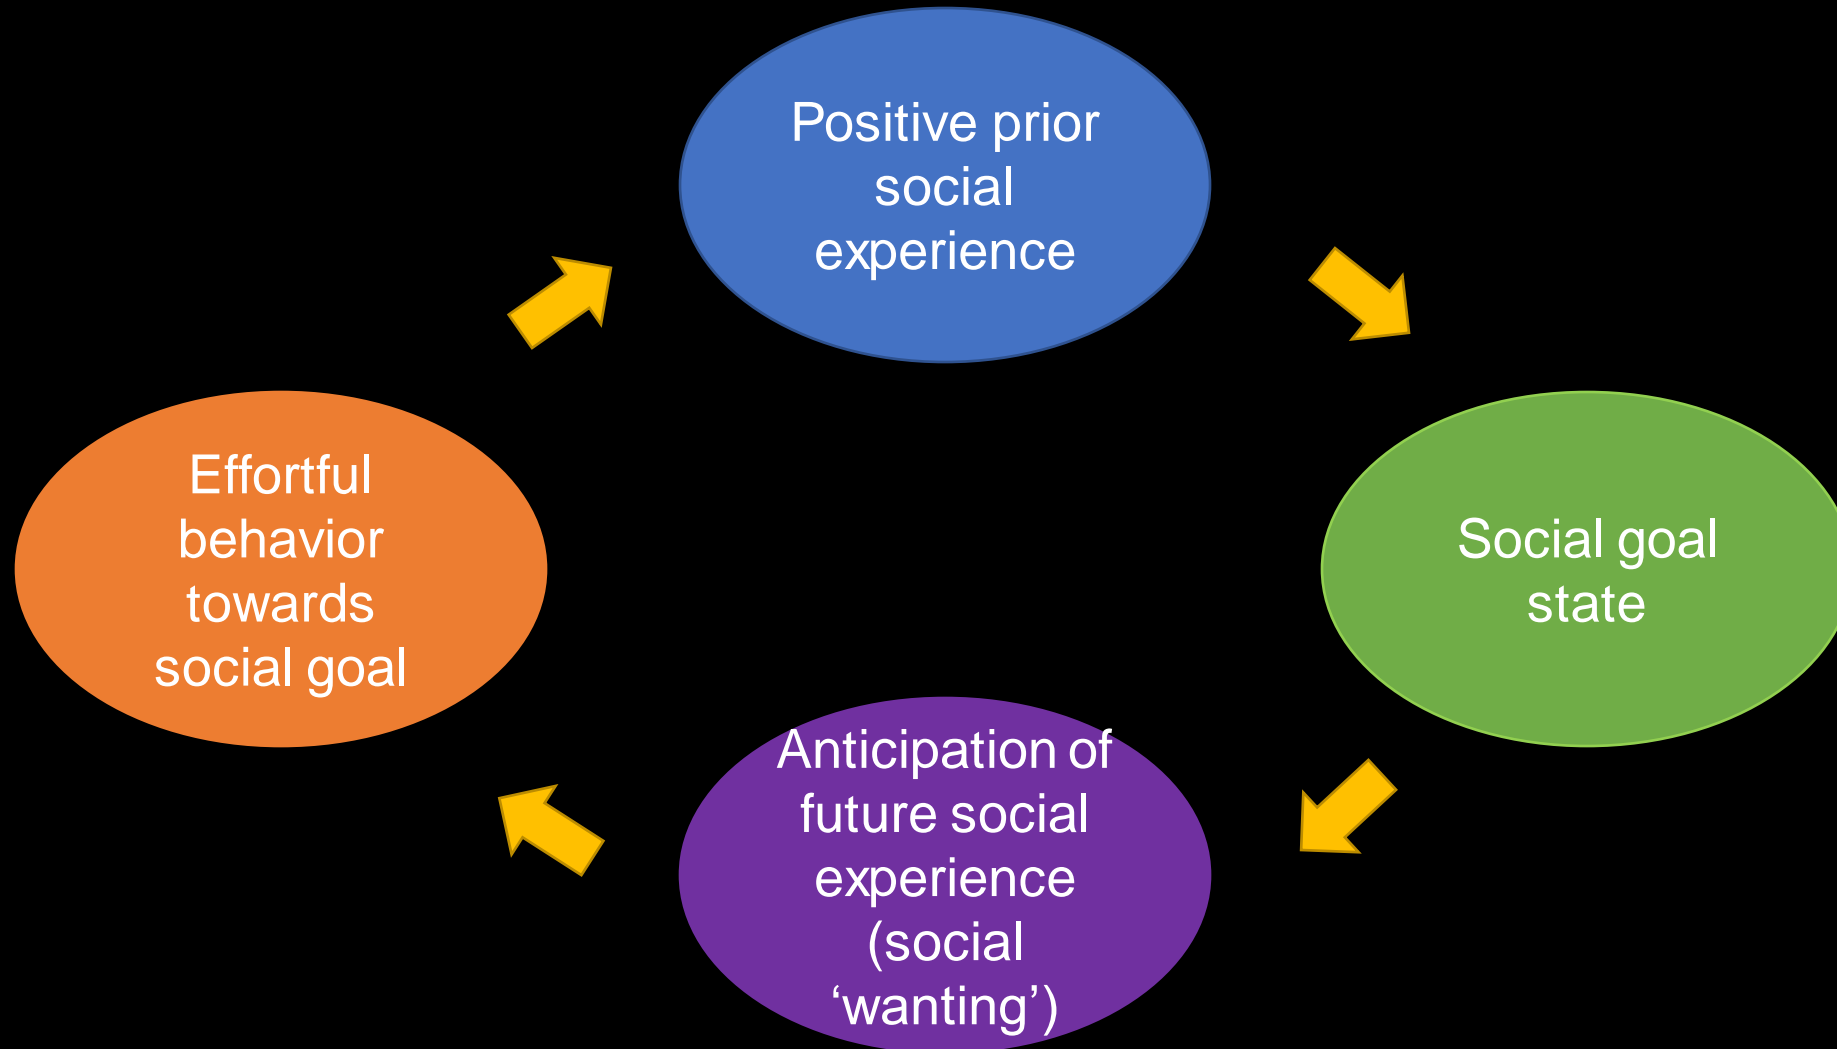 Positive prior
social
experience
Effortful
behavior
towards
social goal
Social goal
state
Anticipation of
future social
experience
(social
‘wanting’)